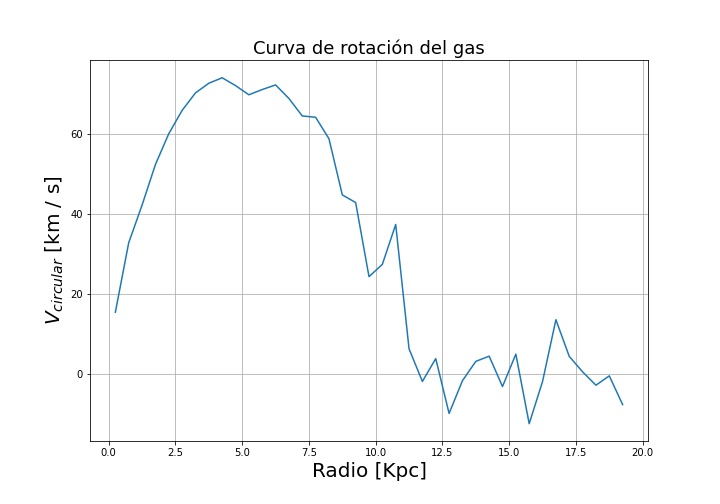 Curva de rotación del gas
V_circular [km / s]
60
40
20
0
0.0 2.5 5.0 7.5 10.0 12.5 15.0 17.5 20.0
Radio [Kpc]